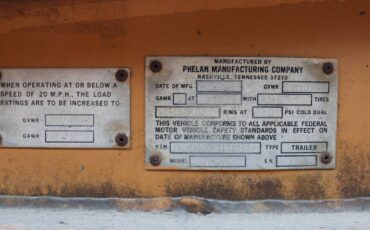 WHEN OPERATING AT OR BELOW A
SPEED OF 20 M.P.H., THE LOAD
RATINGS ARE TO BE INCREASED TO:
GVWR
GAWR
MANUFACTURED BY
PHELAN MANUFACTURING COMPANY
NASHVILLE, TENNESSEE 37210
DATE OF MFG. GVWR
GAWR AT WITH TIRES
RIMS AT PSI COLD DUAL
THIS VEHICLE CONFORMS TO ALL APPLICABLE FEDERAL
MOTOR VEHICLE SAFETY STANDARDS IN EFFECT ON
DATE OF MANUFACTURE SHOWN ABOVE
V.I.N. TYPE TRAILER
MODEL S.N.